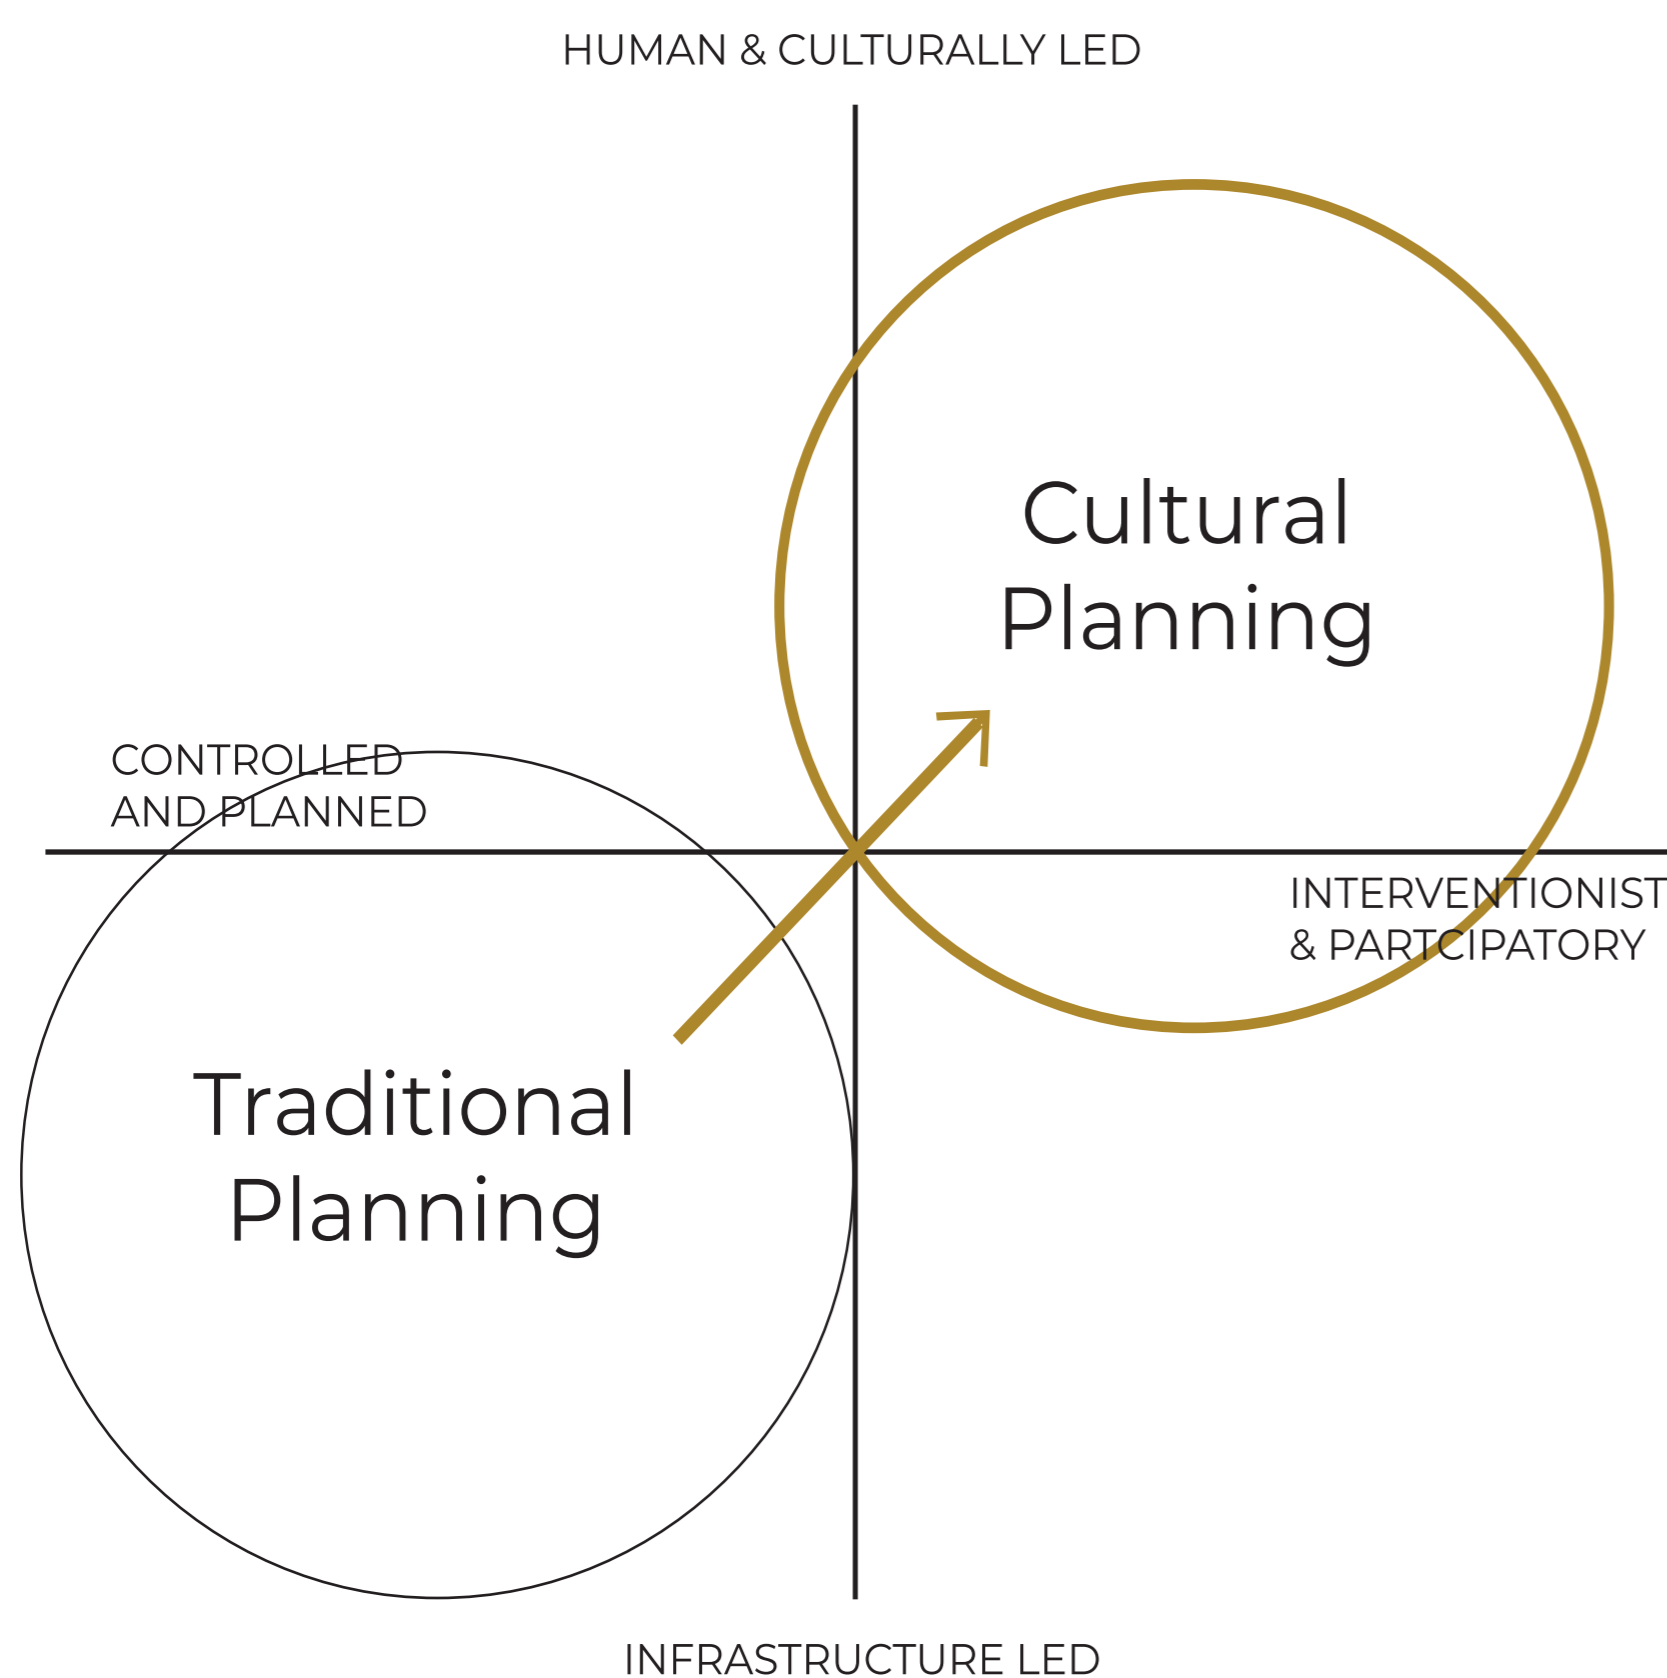 HUMAN & CULTURALLY LED
Cultural
Planning
CONTROLLED
AND PLANNED
INTERVENTIONIST
& PARTCIPATORY
Traditional
Planning
INFRASTRUCTURE LED